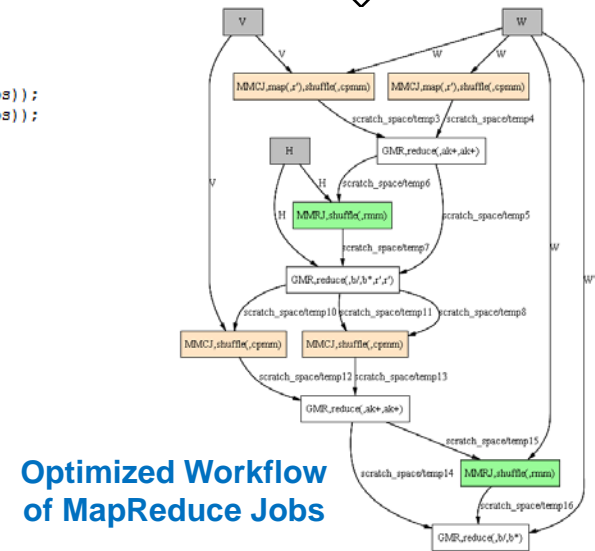 V
W
s));
s));
V
W
W
MMCJ,map(,r'),shuffle(,cpmm)
MMCJ,map(,r'),shuffle(,cpmm)
scratch_space/temp3
scratch_space/temp4
H
GMR,reduce(,ak+,ak+)
H
scratch_space/temp6
V
H
MMRJ,shuffle(,rmm)
scratch_space/temp5
scratch_space/temp7
W
GMR,reduce(,b/,b*,r',r')
W
scratch_space/temp10
scratch_space/temp11
scratch_space/temp8
MMCJ,shuffle(,cpmm)
MMCJ,shuffle(,cpmm)
scratch_space/temp12
scratch_space/temp13
GMR,reduce(,ak+,ak+)
scratch_space/temp15
Optimized Workflow
of MapReduce Jobs
scratch_space/temp14
MMRJ,shuffle(,rmm)
scratch_space/temp16
GMR,reduce(,b/,b*)